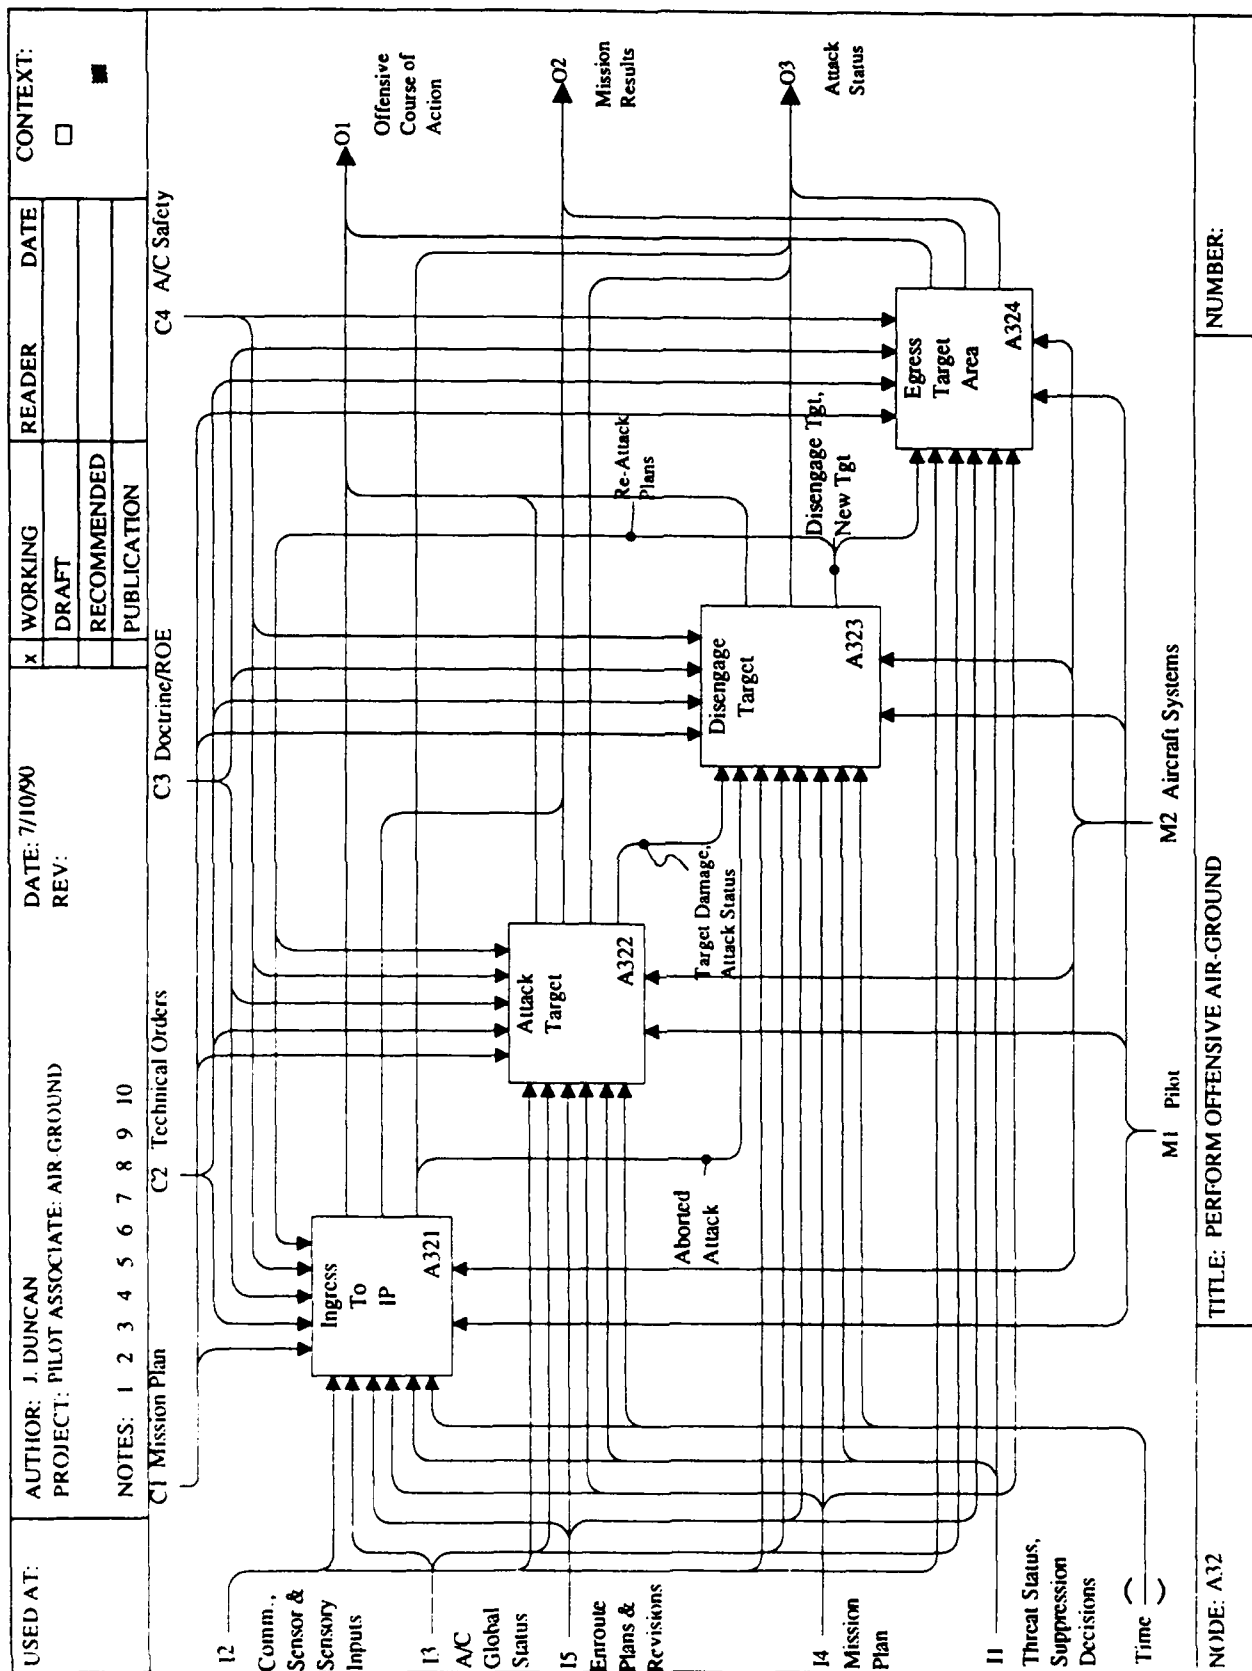 USED AT:
AUTHOR: J. DUNCAN
PROJECT: PILOT ASSOCIATE: AIR-GROUND
NOTES: 1 2 3 4 5 6 7 8 9 10
DATE: 7/10/90
REV:
x WORKING
DRAFT
RECOMMENDED
PUBLICATION
READER DATE
CONTEXT:
C1 Mission Plan
C2 Technical Orders
C3 Doctrine/ROE
C4 A/C Safety
I2
Comm.,
Sensor &
Sensory
Inputs
I3
A/C
Global
Status
I5
Enroute
Plans &
Revisions
I4
Mission
Plan
I1
Threat Status,
Suppression
Decisions
Time ( )
Ingress
To
IP
A321
Attack
Target
A322
Disengage
Target
A323
Egress
Target
Area
A324
Aborted
Attack
Target Damage,
Attack Status
Re-Attack
Plans
Disengage Tgt,
New Tgt
O1
Offensive
Course of
Action
O2
Mission
Results
O3
Attack
Status
M1 Pilot
M2 Aircraft Systems
NODE: A32
TITLE: PERFORM OFFENSIVE AIR-GROUND
NUMBER: